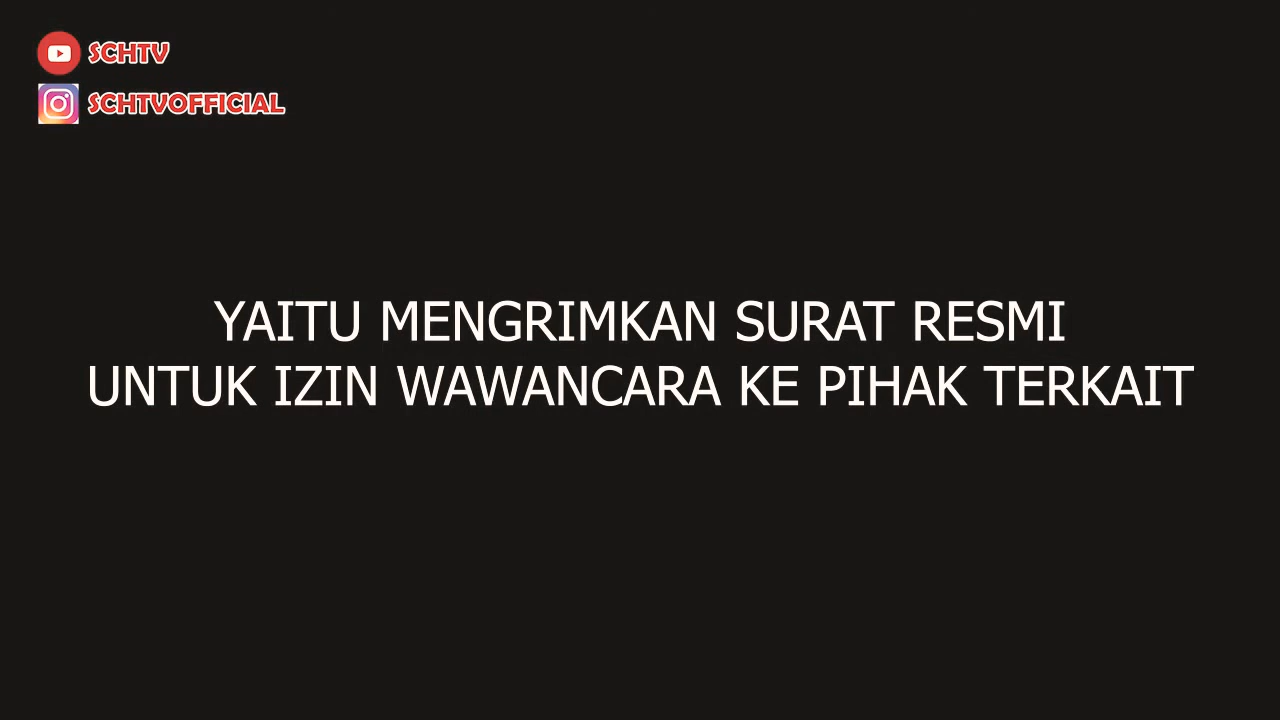 SCHTV
SCHTVOFFICIAL
YAITU MENGRIMKAN SURAT RESMI
UNTUK IZIN WAWANCARA KE PIHAK TERKAIT